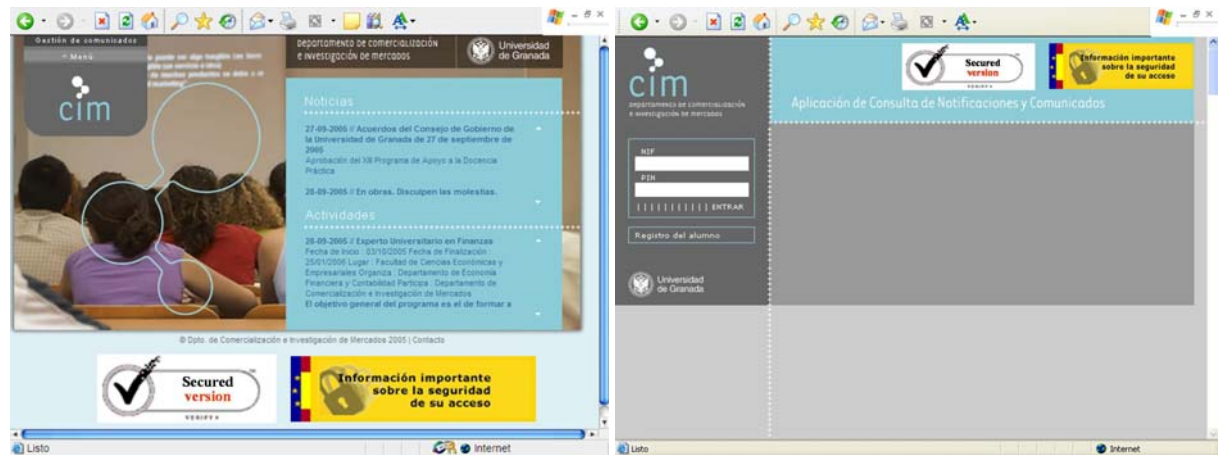 Gestión de comunicados
^ Menú
cim
departamento de comercialización
e investigación de mercados
Universidad
de Granada
Noticias
27-09-2005 // Acuerdos del Consejo de Gobierno de
la Universidad de Granada de 27 de septiembre de
2005
Aprobación del XIII Programa de Apoyo a la Docencia
Práctica
28-09-2005 // En obras. Disculpen las molestias.
Actividades
28-09-2005 // Experto Universitario en Finanzas
Fecha de Inicio : 03/10/2005 Fecha de Finalización :
25/01/2006 Lugar : Facultad de Ciencias Económicas y
Empresariales Organiza : Departamento de Economía
Financiera y Contabilidad Participa : Departamento de
Comercialización e Investigación de Mercados
El objetivo general del programa es el de formar a
© Dpto. de Comercialización e Investigación de Mercados 2005 | Contacto
Secured
version
VERIFY
Información importante
sobre la seguridad
de su acceso
Listo
Internet
cim
departamento de comercialización
e investigación de mercados
Secured
version
VERIFY
Información importante
sobre la seguridad
de su acceso
Aplicación de Consulta de Notificaciones y Comunicados
NIF
PIN
ENTRAR
Registro del alumno
Universidad
de Granada
Listo
Internet